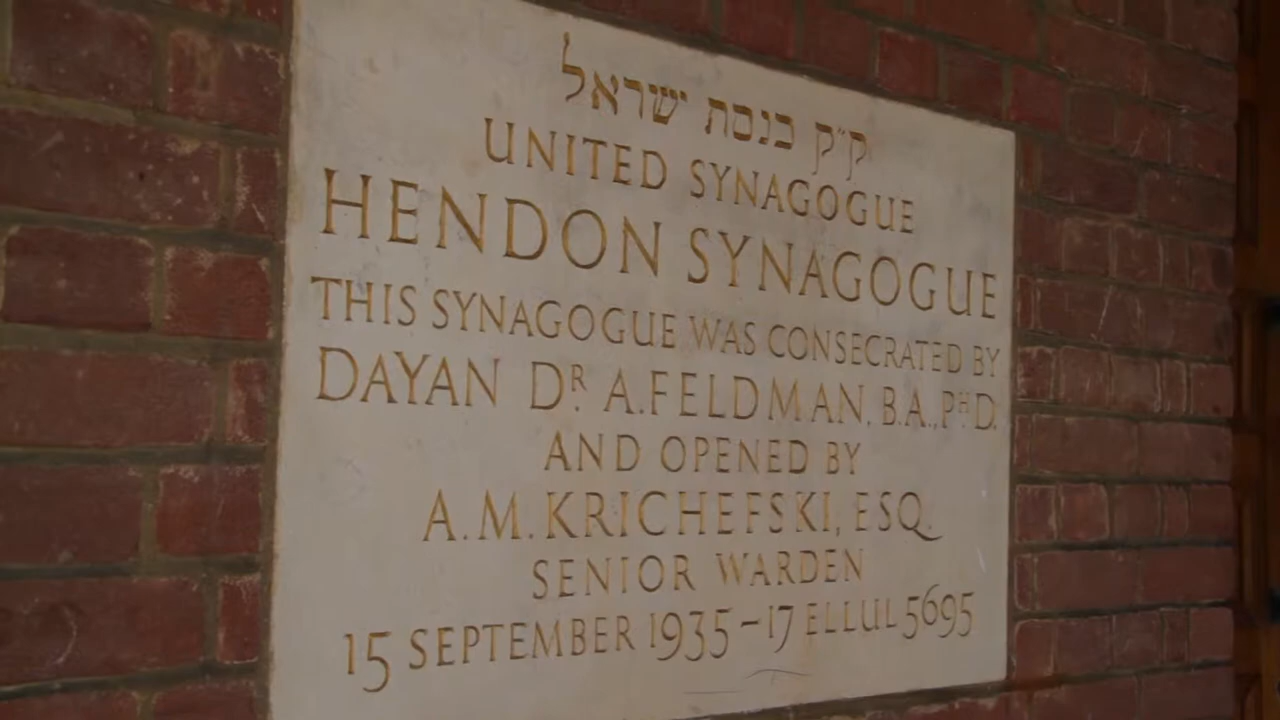 ק״ק כנסת ישראל
UNITED SYNAGOGUE
HENDON SYNAGOGUE
THIS SYNAGOGUE WAS CONSECRATED BY
DAYAN DR. A. FELDMAN, B.A., PH.D.
AND OPENED BY
A. M. KRICHEFSKI, ESQ.
SENIOR WARDEN
15 SEPTEMBER 1935 – 17 ELLUL 5695